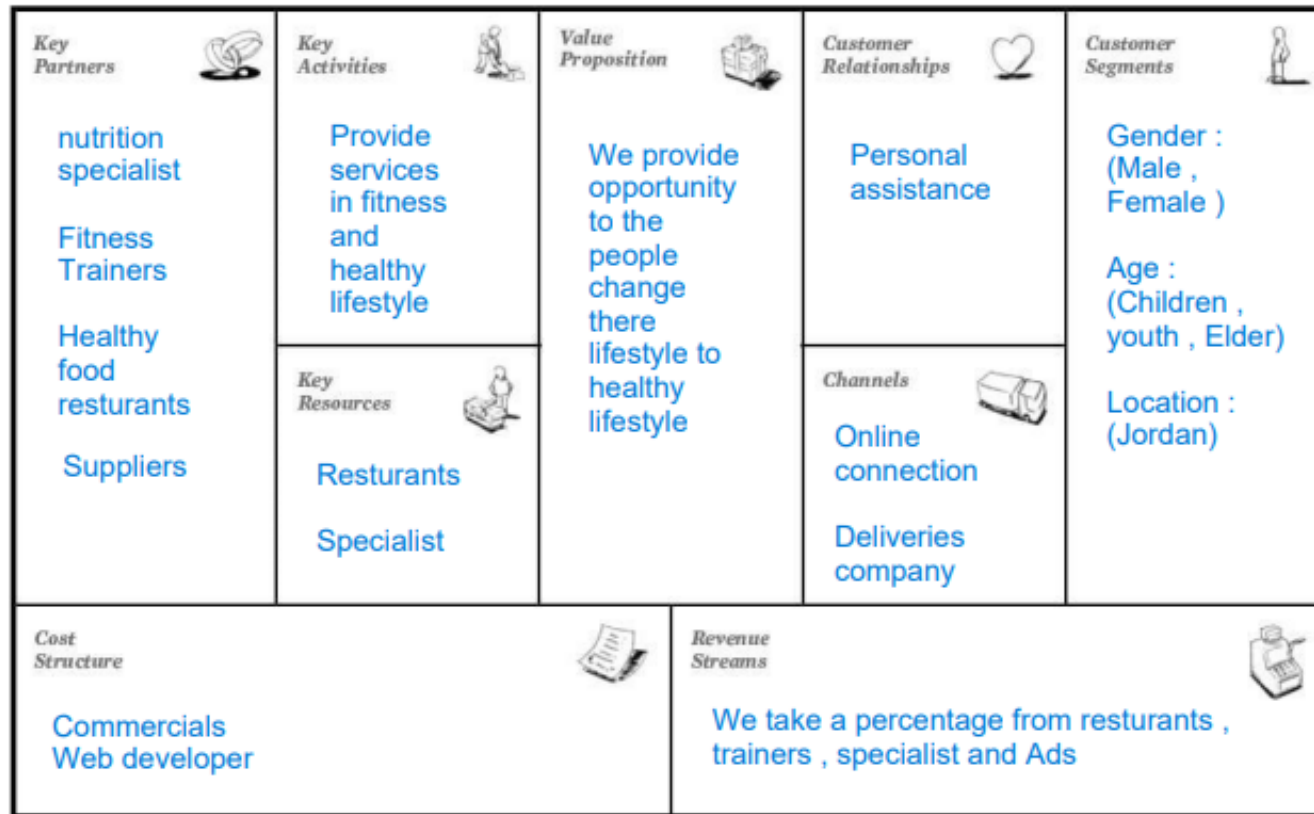 Key
Partners
nutrition
specialist
Fitness
Trainers
Healthy
food
resturants
Suppliers
Key
Activities
Provide
services
in fitness
and
healthy
lifestyle
Key
Resources
Resturants
Specialist
Value
Proposition
We provide
opportunity
to the
people
change
there
lifestyle to
healthy
lifestyle
Customer
Relationships
Personal
assistance
Channels
Online
connection
Deliveries
company
Customer
Segments
Gender :
(Male ,
Female )
Age :
(Children ,
youth , Elder)
Location :
(Jordan)
Cost
Structure
Commercials
Web developer
Revenue
Streams
We take a percentage from resturants ,
trainers , specialist and Ads